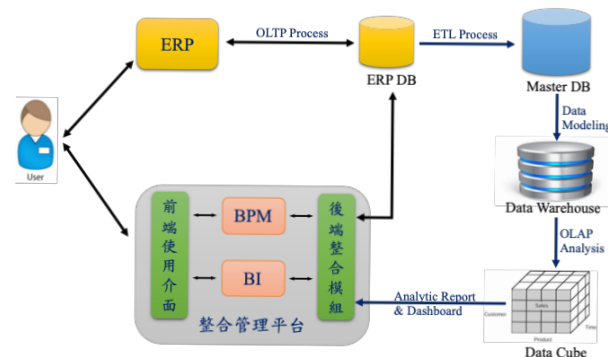 ERP
OLTP Process
ERP DB
ETL Process
Master DB
Data
Modeling
User
Data Warehouse
前端使用介面
BPM
BI
後端整合模組
整合管理平台
OLAP
Analysis
Analytic Report
& Dashboard
Customer
Sales
Time
Product
Data Cube